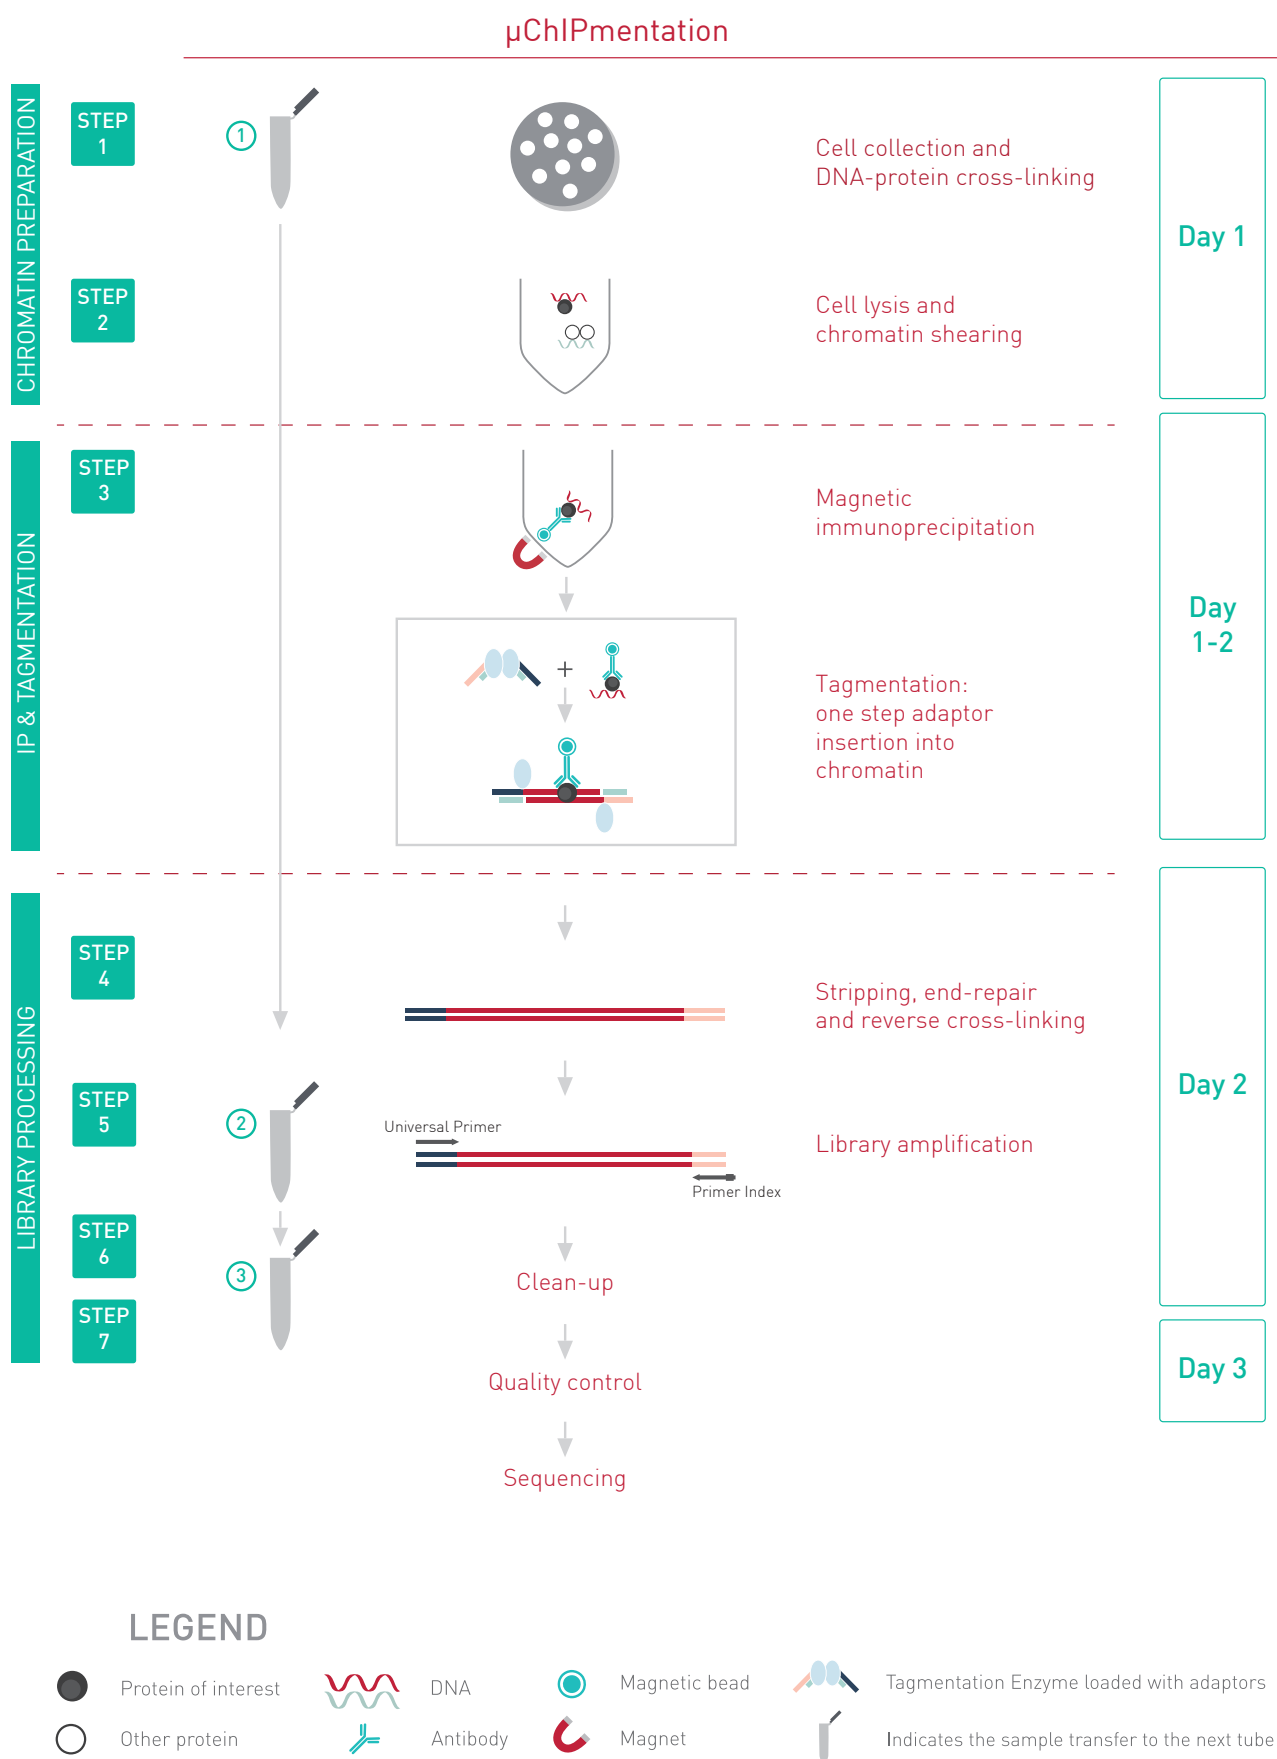 µChIPmentation
CHROMATIN PREPARATION
STEP
1
1
Cell collection and
DNA-protein cross-linking
Day 1
STEP
2
Cell lysis and
chromatin shearing
IP & TAGMENTATION
STEP
3
Magnetic
immunoprecipitation
Day
1-2
+
Tagmentation:
one step adaptor
insertion into
chromatin
LIBRARY PROCESSING
STEP
4
Stripping, end-repair
and reverse cross-linking
Day 2
STEP
5
2
Universal Primer
Library amplification
Primer Index
STEP
6
3
Clean-up
STEP
7
Quality control
Day 3
Sequencing
LEGEND
Protein of interest
DNA
Magnetic bead
Tagmentation Enzyme loaded with adaptors
Other protein
Antibody
Magnet
Indicates the sample transfer to the next tube